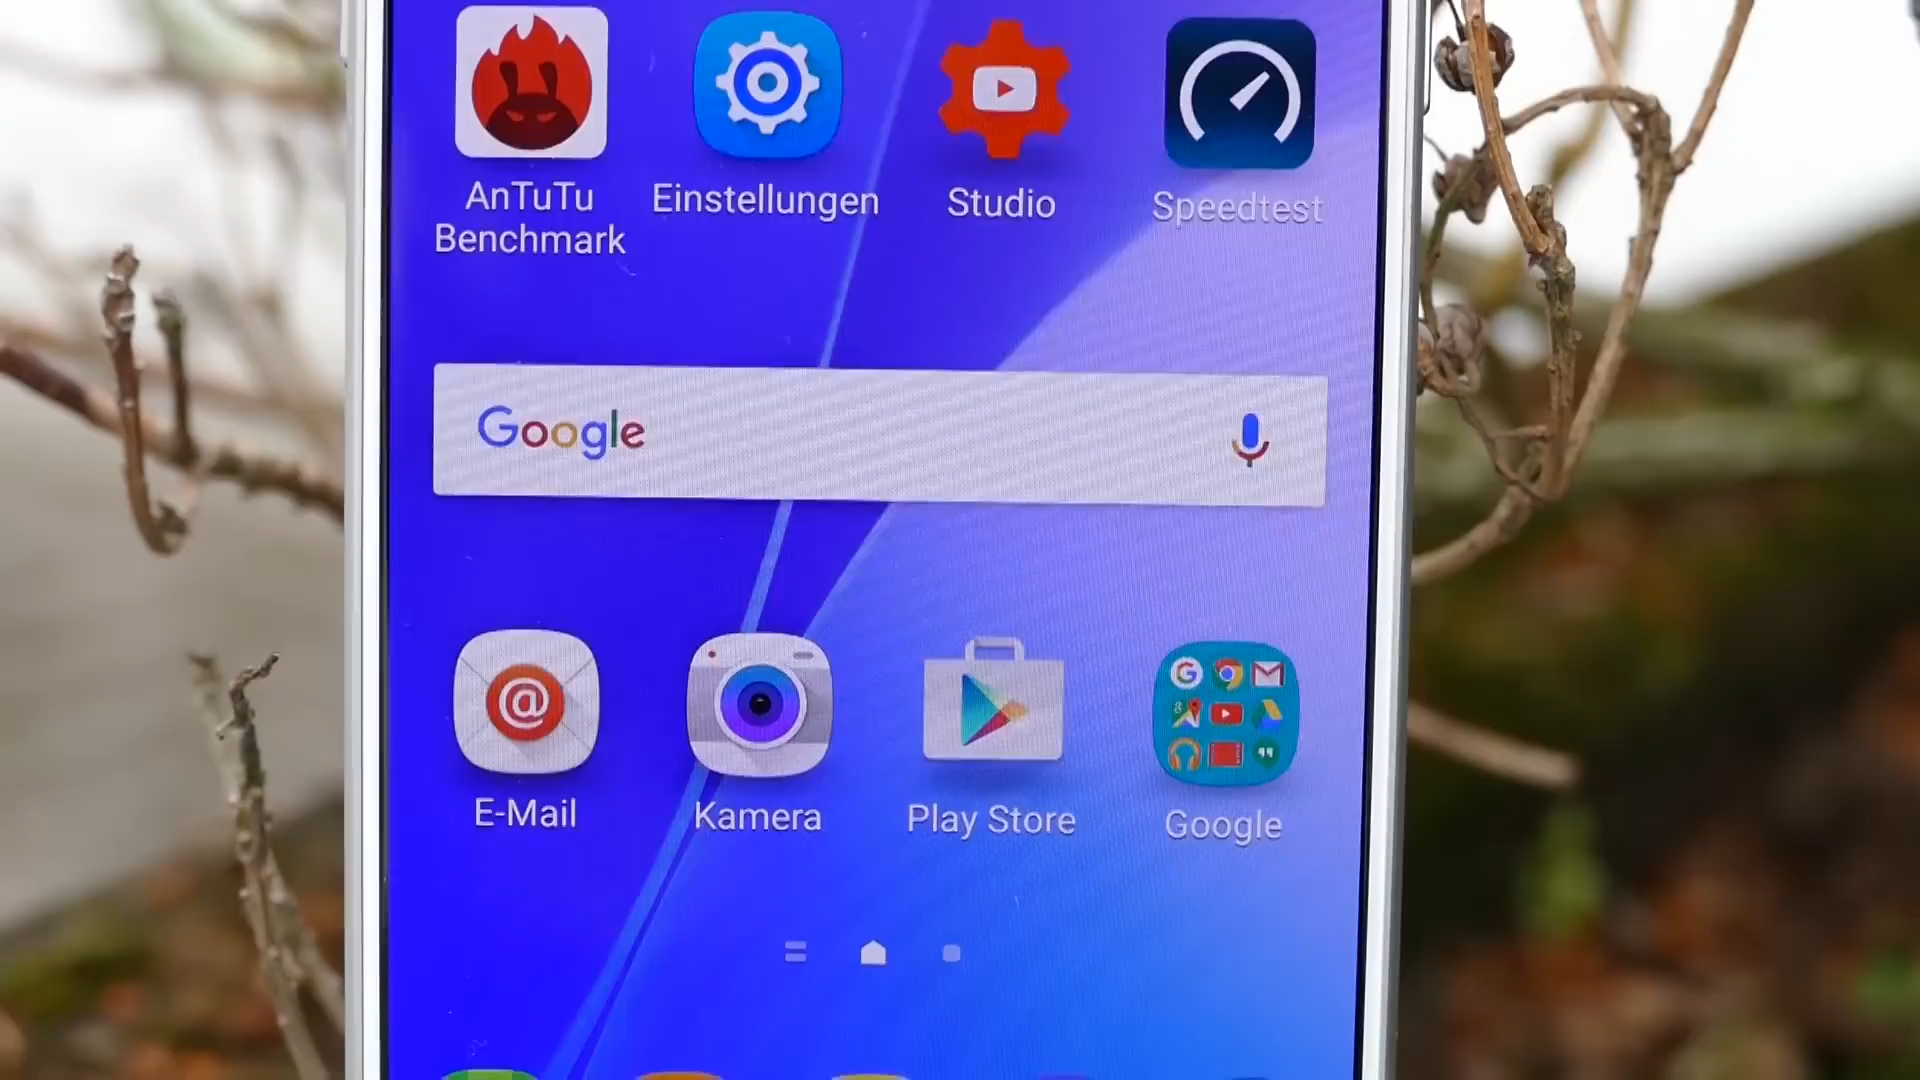 AnTuTu
Benchmark
Einstellungen
Studio
Speedtest
Google
E-Mail
Kamera
Play Store
Google